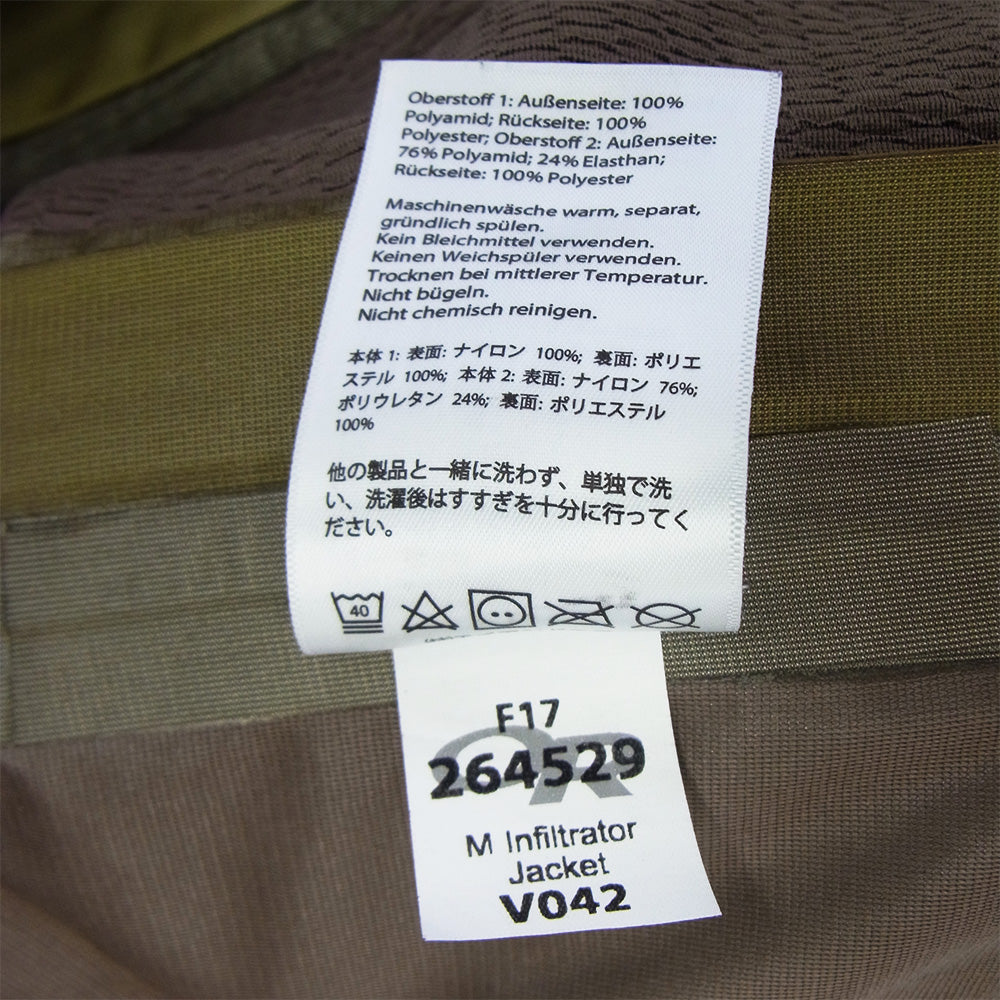 Oberstoff 1: Außenseite: 100%
Polyamid; Rückseite: 100%
Polyester; Oberstoff 2: Außenseite:
76% Polyamid; 24% Elasthan;
Rückseite: 100% Polyester
Maschinenwäsche warm, separat,
gründlich spülen.
Kein Bleichmittel verwenden.
Keinen Weichspüler verwenden.
Trocknen bei mittlerer Temperatur.
Nicht bügeln.
Nicht chemisch reinigen.
本体 1: 表面: ナイロン 100%; 裏面: ポリエ
ステル 100%; 本体 2: 表面: ナイロン 76%;
ポリウレタン 24%; 裏面: ポリエステル
100%
他の製品と一緒に洗わず、単独で洗
い、洗濯後はすすぎを十分に行ってく
ださい。
40
F17
OR
264529
M Infiltrator
Jacket
V042